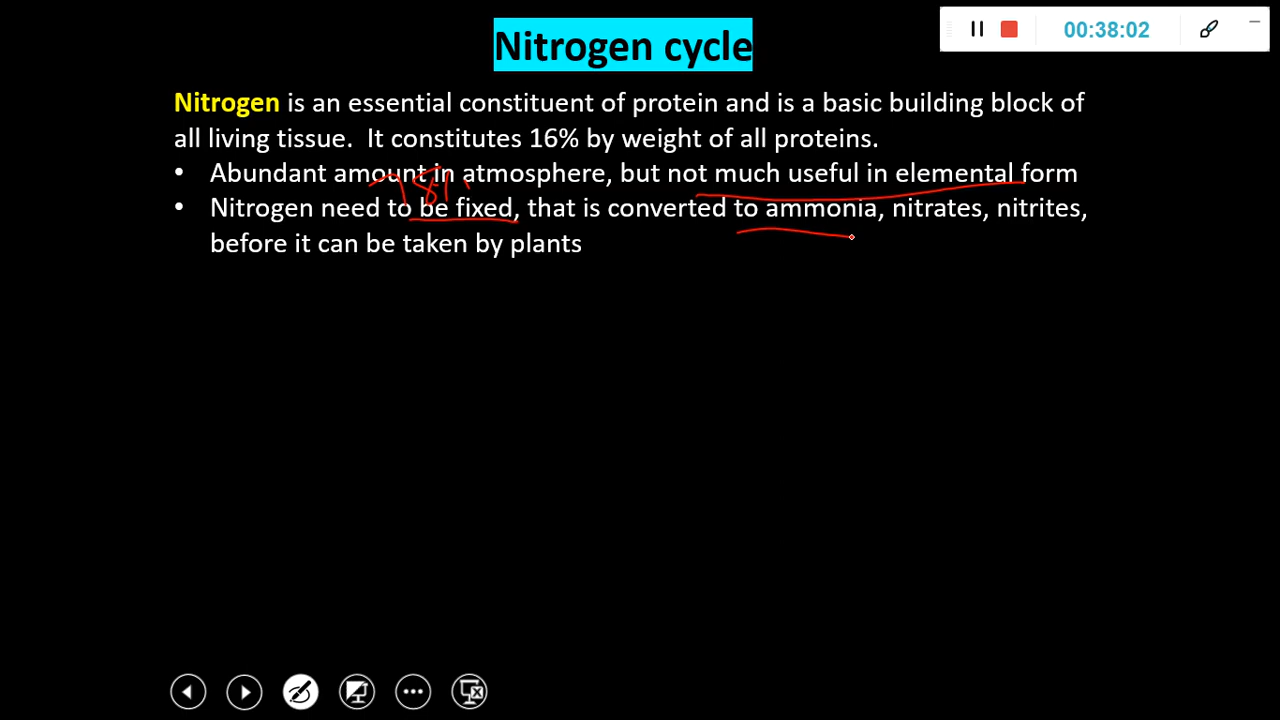 Nitrogen cycle
00:38:02
Nitrogen is an essential constituent of protein and is a basic building block of
all living tissue. It constitutes 16% by weight of all proteins.
• Abundant amount in atmosphere, but not much useful in elemental form
• Nitrogen need to be fixed, that is converted to ammonia, nitrates, nitrites,
before it can be taken by plants